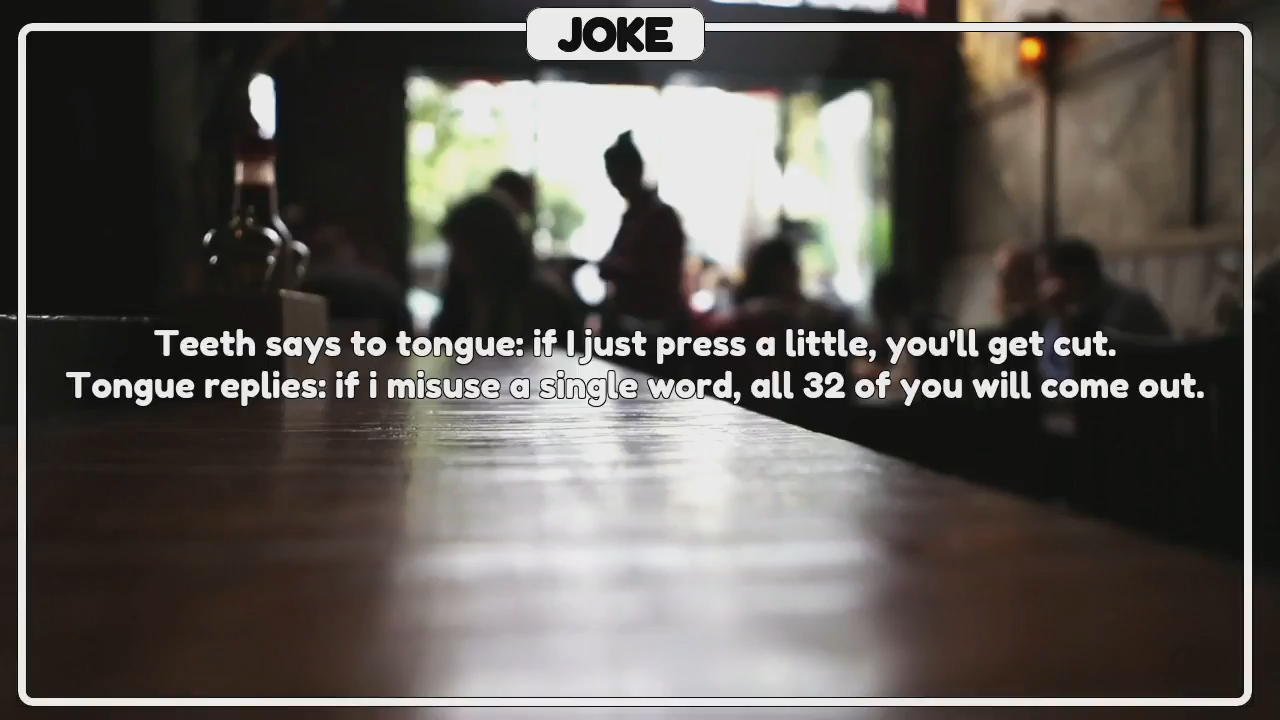 JOKE
Teeth says to tongue: if I just press a little, you'll get cut.
Tongue replies: if i misuse a single word, all 32 of you will come out.